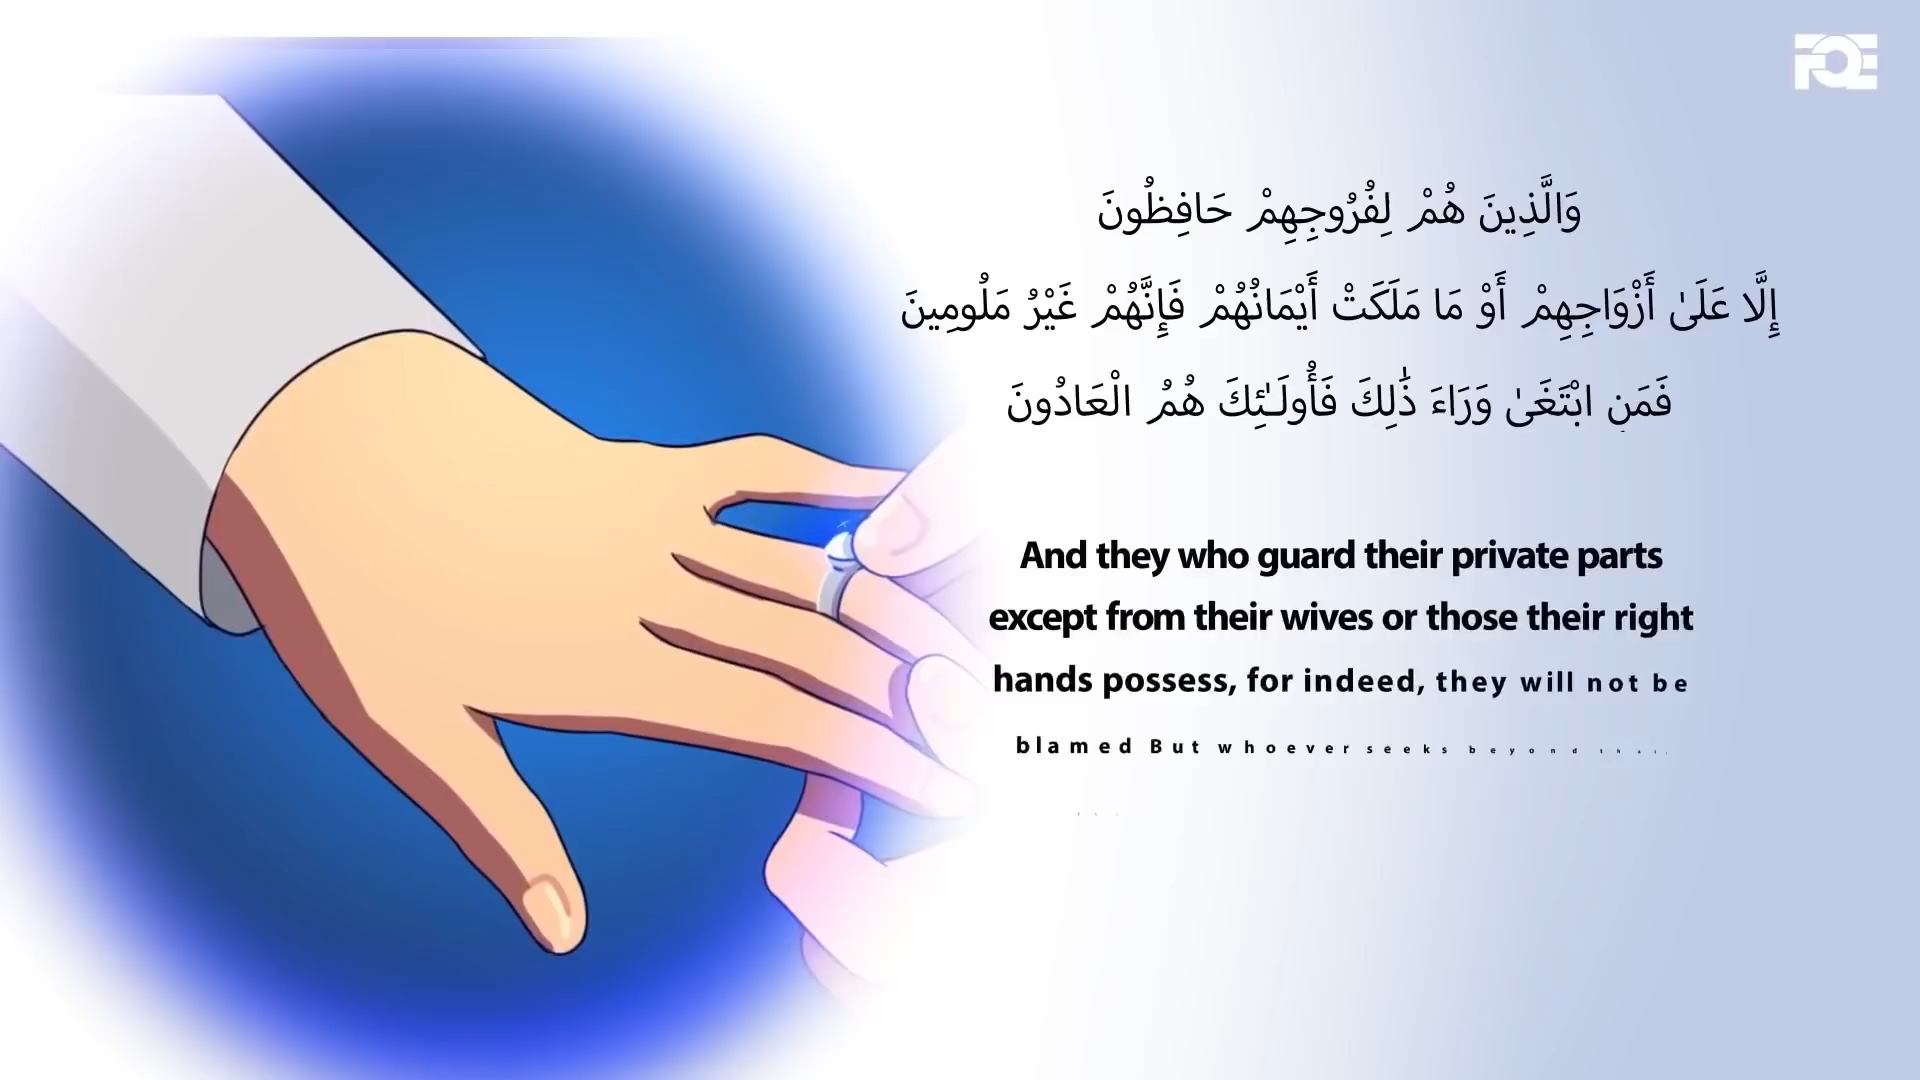 FQE
وَالَّذِينَ هُمْ لِفُرُوجِهِمْ حَافِظُونَ
إِلَّا عَلَىٰ أَزْوَاجِهِمْ أَوْ مَا مَلَكَتْ أَيْمَانُهُمْ فَإِنَّهُمْ غَيْرُ مَلُومِينَ
فَمَنِ ابْتَغَىٰ وَرَاءَ ذَٰلِكَ فَأُولَـٰئِكَ هُمُ الْعَادُونَ
And they who guard their private parts
except from their wives or those their right
hands possess, for indeed, they will not be
blamed But whoever seeks beyond